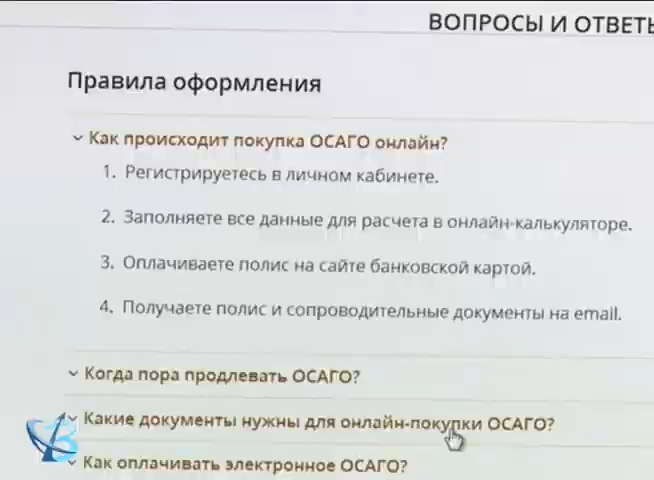 ВОПРОСЫ И ОТВЕТЫ
Правила оформления
Как происходит покупка ОСАГО онлайн?
1. Регистрируетесь в личном кабинете.
2. Заполняете все данные для расчета в онлайн-калькуляторе.
3. Оплачиваете полис на сайте банковской картой.
4. Получаете полис и сопроводительные документы на email.
Когда пора продлевать ОСАГО?
Какие документы нужны для онлайн-покупки ОСАГО?
Как оплачивать электронное ОСАГО?